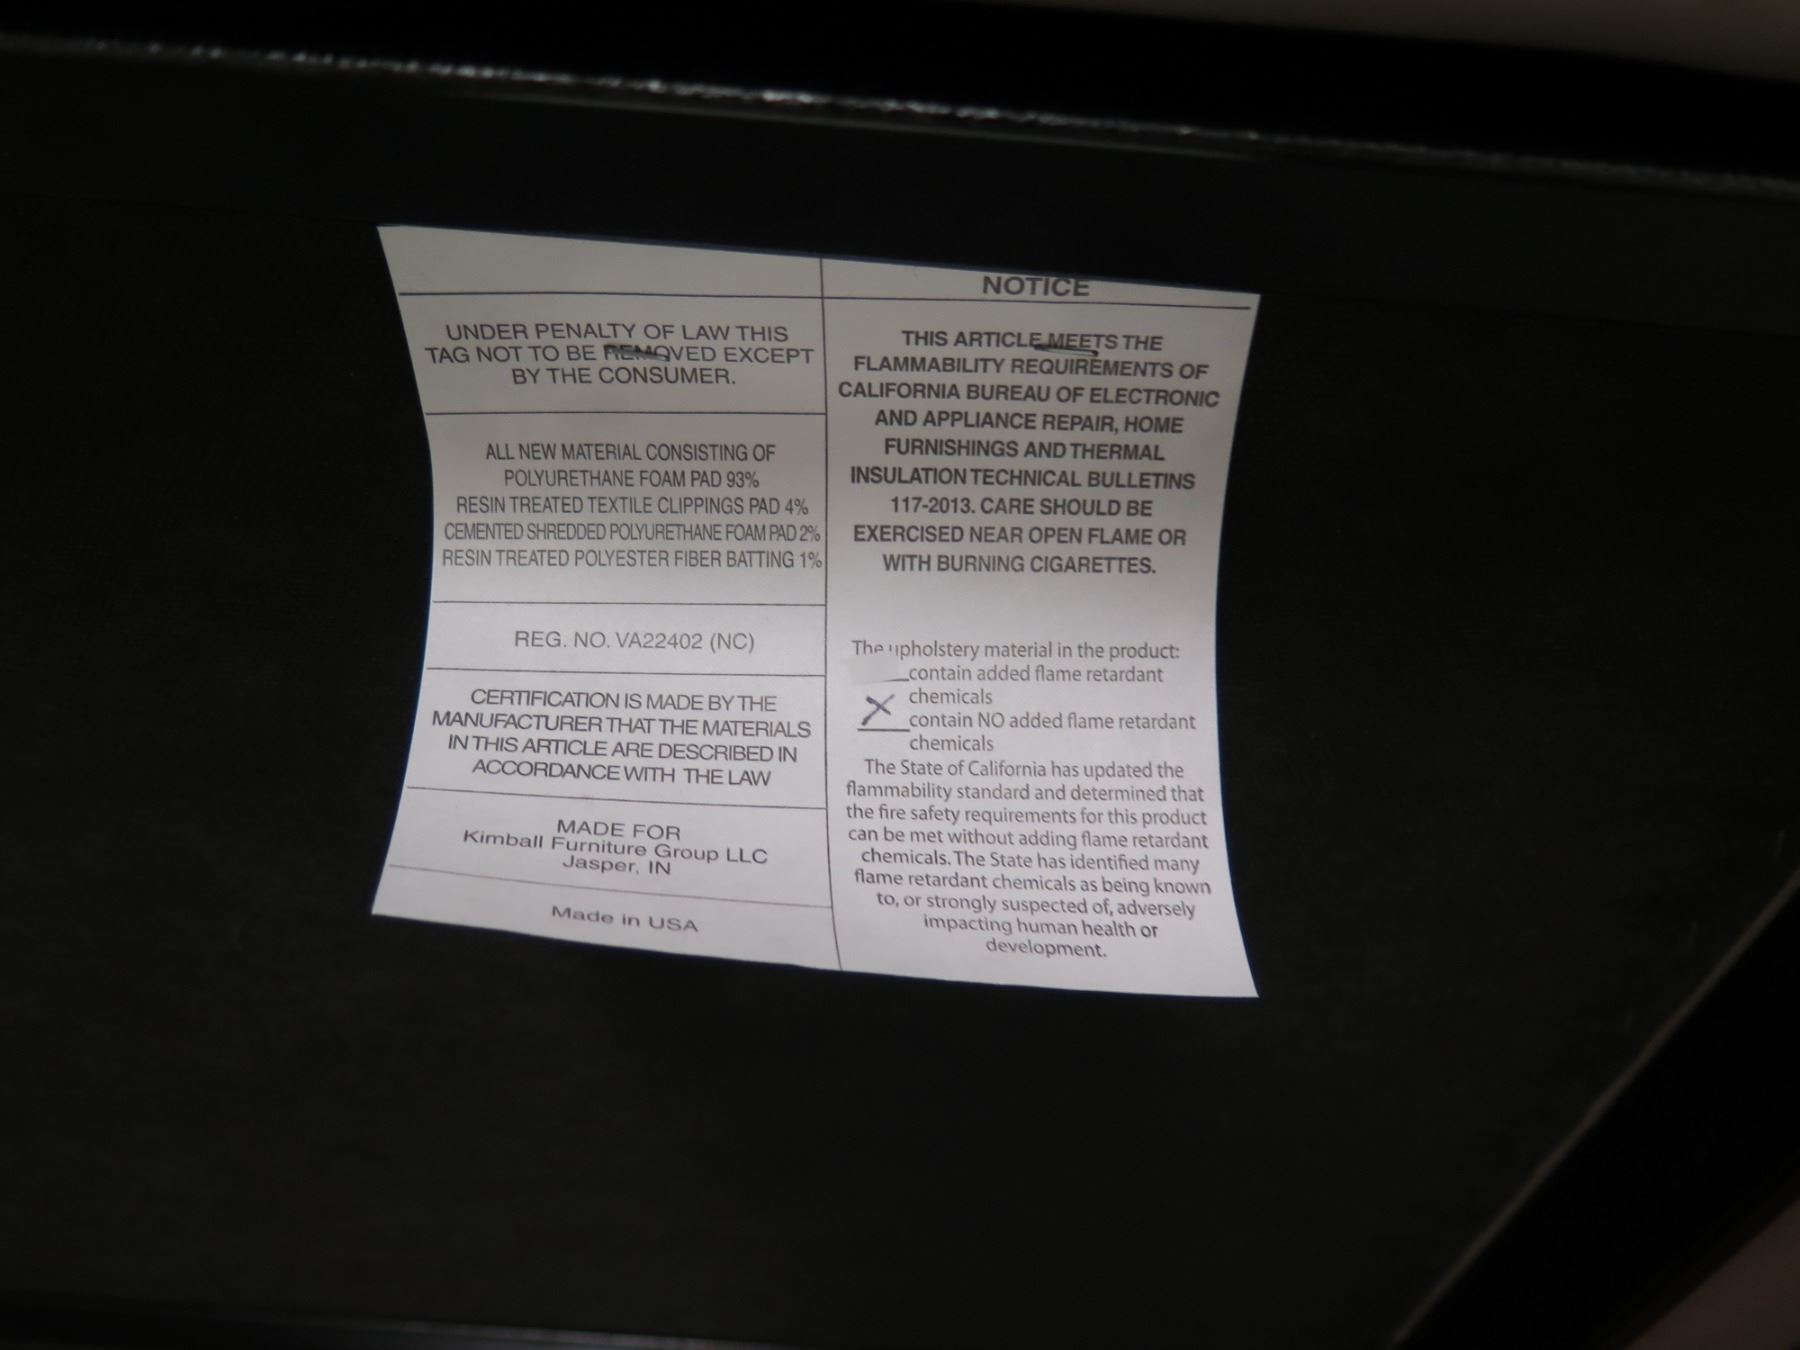 UNDER PENALTY OF LAW THIS
TAG NOT TO BE REMOVED EXCEPT
BY THE CONSUMER.
ALL NEW MATERIAL CONSISTING OF
POLYURETHANE FOAM PAD 93%
RESIN TREATED TEXTILE CLIPPINGS PAD 4%
CEMENTED SHREDDED POLYURETHANE FOAM PAD 2%
RESIN TREATED POLYESTER FIBER BATTING 1%
REG. NO. VA22402 (NC)
CERTIFICATION IS MADE BY THE
MANUFACTURER THAT THE MATERIALS
IN THIS ARTICLE ARE DESCRIBED IN
ACCORDANCE WITH THE LAW
MADE FOR
Kimball Furniture Group LLC
Jasper, IN
Made in USA
NOTICE
THIS ARTICLE MEETS THE
FLAMMABILITY REQUIREMENTS OF
CALIFORNIA BUREAU OF ELECTRONIC
AND APPLIANCE REPAIR, HOME
FURNISHINGS AND THERMAL
INSULATION TECHNICAL BULLETINS
117-2013. CARE SHOULD BE
EXERCISED NEAR OPEN FLAME OR
WITH BURNING CIGARETTES.
The upholstery material in the product:
__contain added flame retardant
chemicals
X contain NO added flame retardant
chemicals
The State of California has updated the
flammability standard and determined that
the fire safety requirements for this product
can be met without adding flame retardant
chemicals. The State has identified many
flame retardant chemicals as being known
to, or strongly suspected of, adversely
impacting human health or
development.